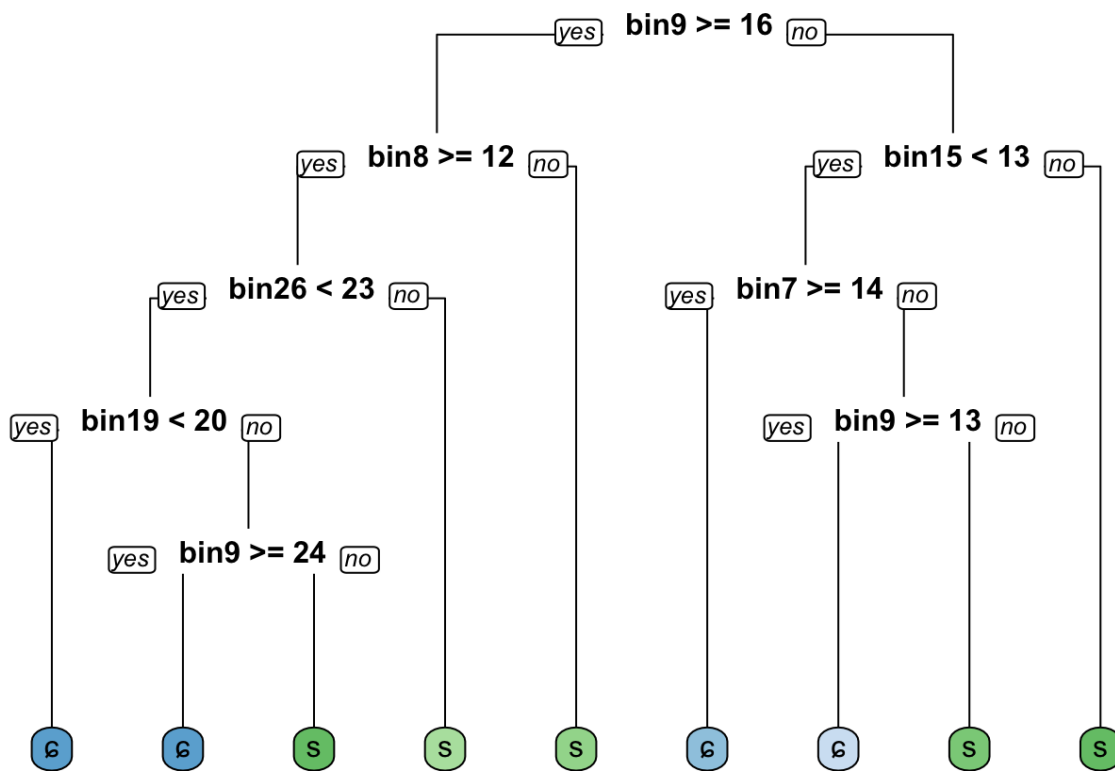 yes bin9 >= 16 no
yes bin8 >= 12 no yes bin15 < 13 no
yes bin26 < 23 no yes bin7 >= 14 no
yes bin19 < 20 no yes bin9 >= 13 no
yes bin9 >= 24 no
ɕ ɕ s s s ɕ ɕ s s